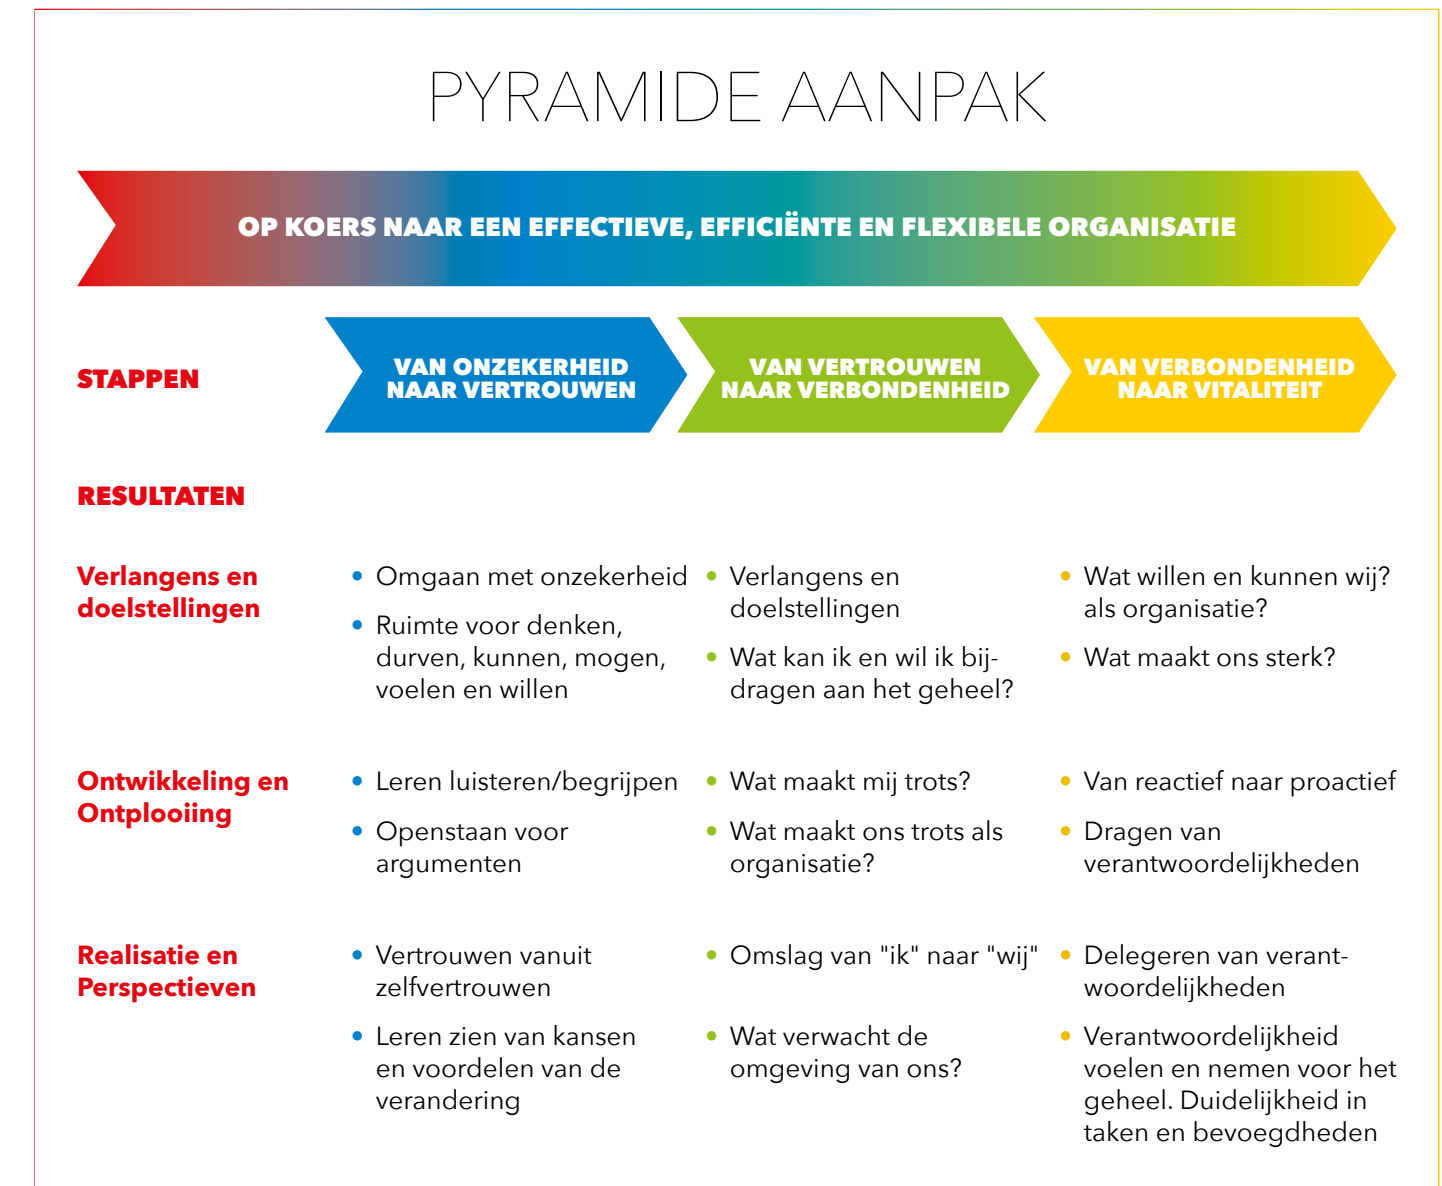 PYRAMIDE AANPAK
OP KOERS NAAR EEN EFFECTIEVE, EFFICIËNTE EN FLEXIBELE ORGANISATIE
STAPPEN
VAN ONZEKERHEID
NAAR VERTROUWEN
VAN VERTROUWEN
NAAR VERBONDENHEID
VAN VERBONDENHEID
NAAR VITALITEIT
RESULTATEN
Verlangens en
doelstellingen
• Omgaan met onzekerheid
• Ruimte voor denken,
durven, kunnen, mogen,
voelen en willen
• Verlangens en
doelstellingen
• Wat kan ik en wil ik bij-
dragen aan het geheel?
• Wat willen en kunnen wij?
als organisatie?
• Wat maakt ons sterk?
Ontwikkeling en
Ontplooiing
• Leren luisteren/begrijpen
• Openstaan voor
argumenten
• Wat maakt mij trots?
• Wat maakt ons trots als
organisatie?
• Van reactief naar proactief
• Dragen van
verantwoordelijkheden
Realisatie en
Perspectieven
• Vertrouwen vanuit
zelfvertrouwen
• Leren zien van kansen
en voordelen van de
verandering
• Omslag van "ik" naar "wij"
• Wat verwacht de
omgeving van ons?
• Delegeren van verant-
woordelijkheden
• Verantwoordelijkheid
voelen en nemen voor het
geheel. Duidelijkheid in
taken en bevoegdheden